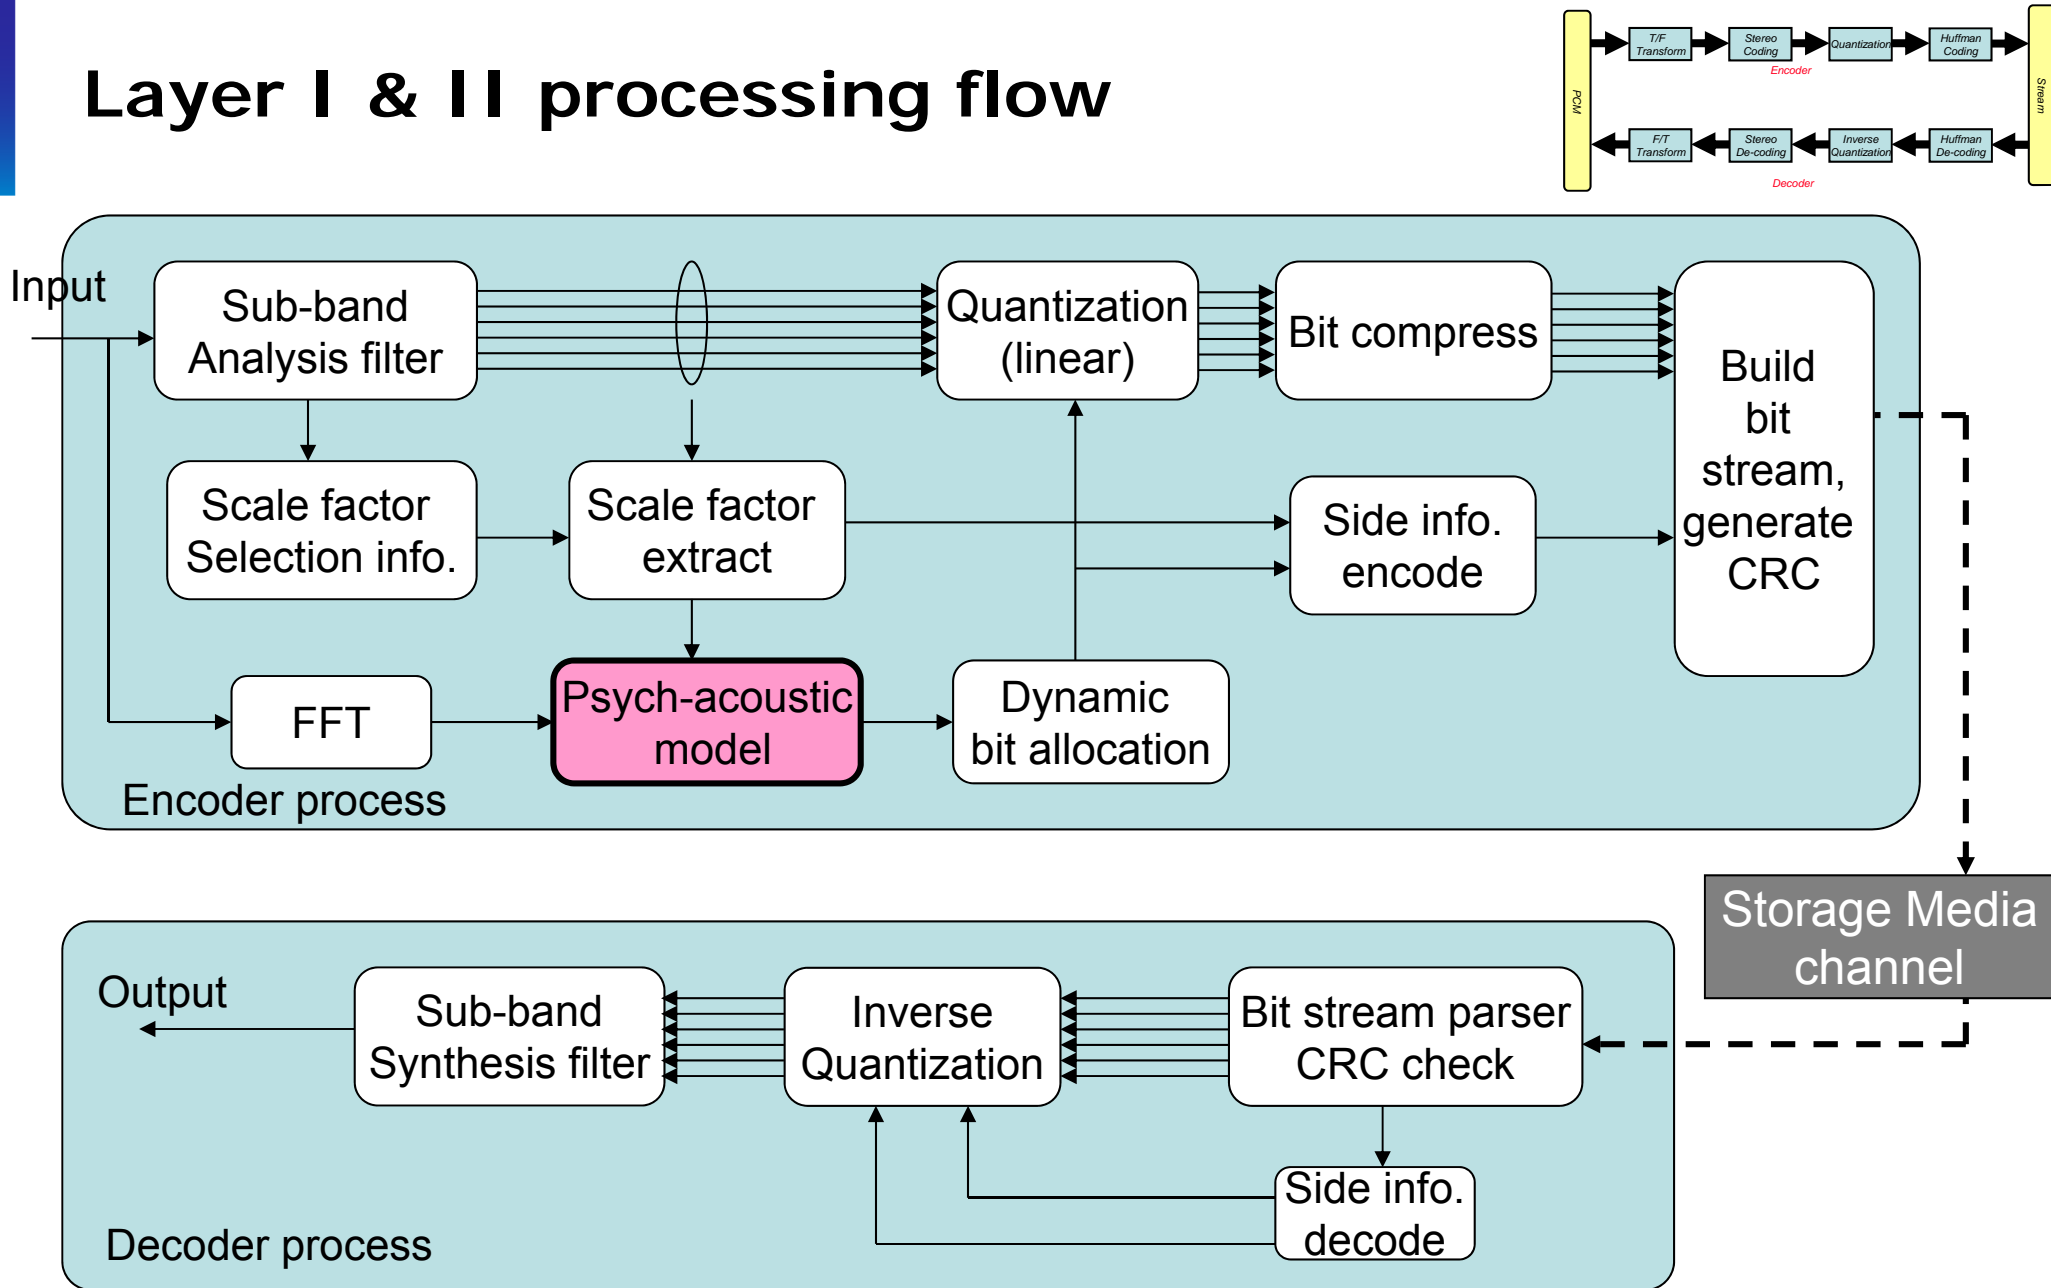 Layer I & II processing flow
PCM
T/F
Transform
Stereo
Coding
Quantization
Huffman
Coding
Encoder
Stream
F/T
Transform
Stereo
De-coding
Inverse
Quantization
Huffman
De-coding
Decoder
Input
Sub-band
Analysis filter
Quantization
(linear)
Bit compress
Build
bit
stream,
generate
CRC
Scale factor
Selection info.
Scale factor
extract
Side info.
encode
FFT
Psych-acoustic
model
Dynamic
bit allocation
Encoder process
Storage Media
channel
Output
Sub-band
Synthesis filter
Inverse
Quantization
Bit stream parser
CRC check
Side info.
decode
Decoder process